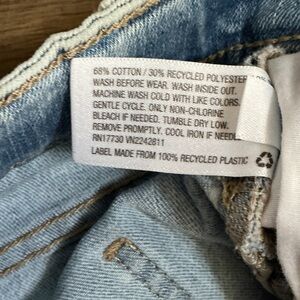 68% COTTON / 30% RECYCLED POLYESTER
WASH BEFORE WEAR. WASH INSIDE OUT.
MACHINE WASH COLD WITH LIKE COLORS.
GENTLE CYCLE. ONLY NON-CHLORINE
BLEACH IF NEEDED. TUMBLE DRY LOW.
REMOVE PROMPTLY. COOL IRON IF NEEDED.
RN17730 VN2242811
LABEL MADE FROM 100% RECYCLED PLASTIC